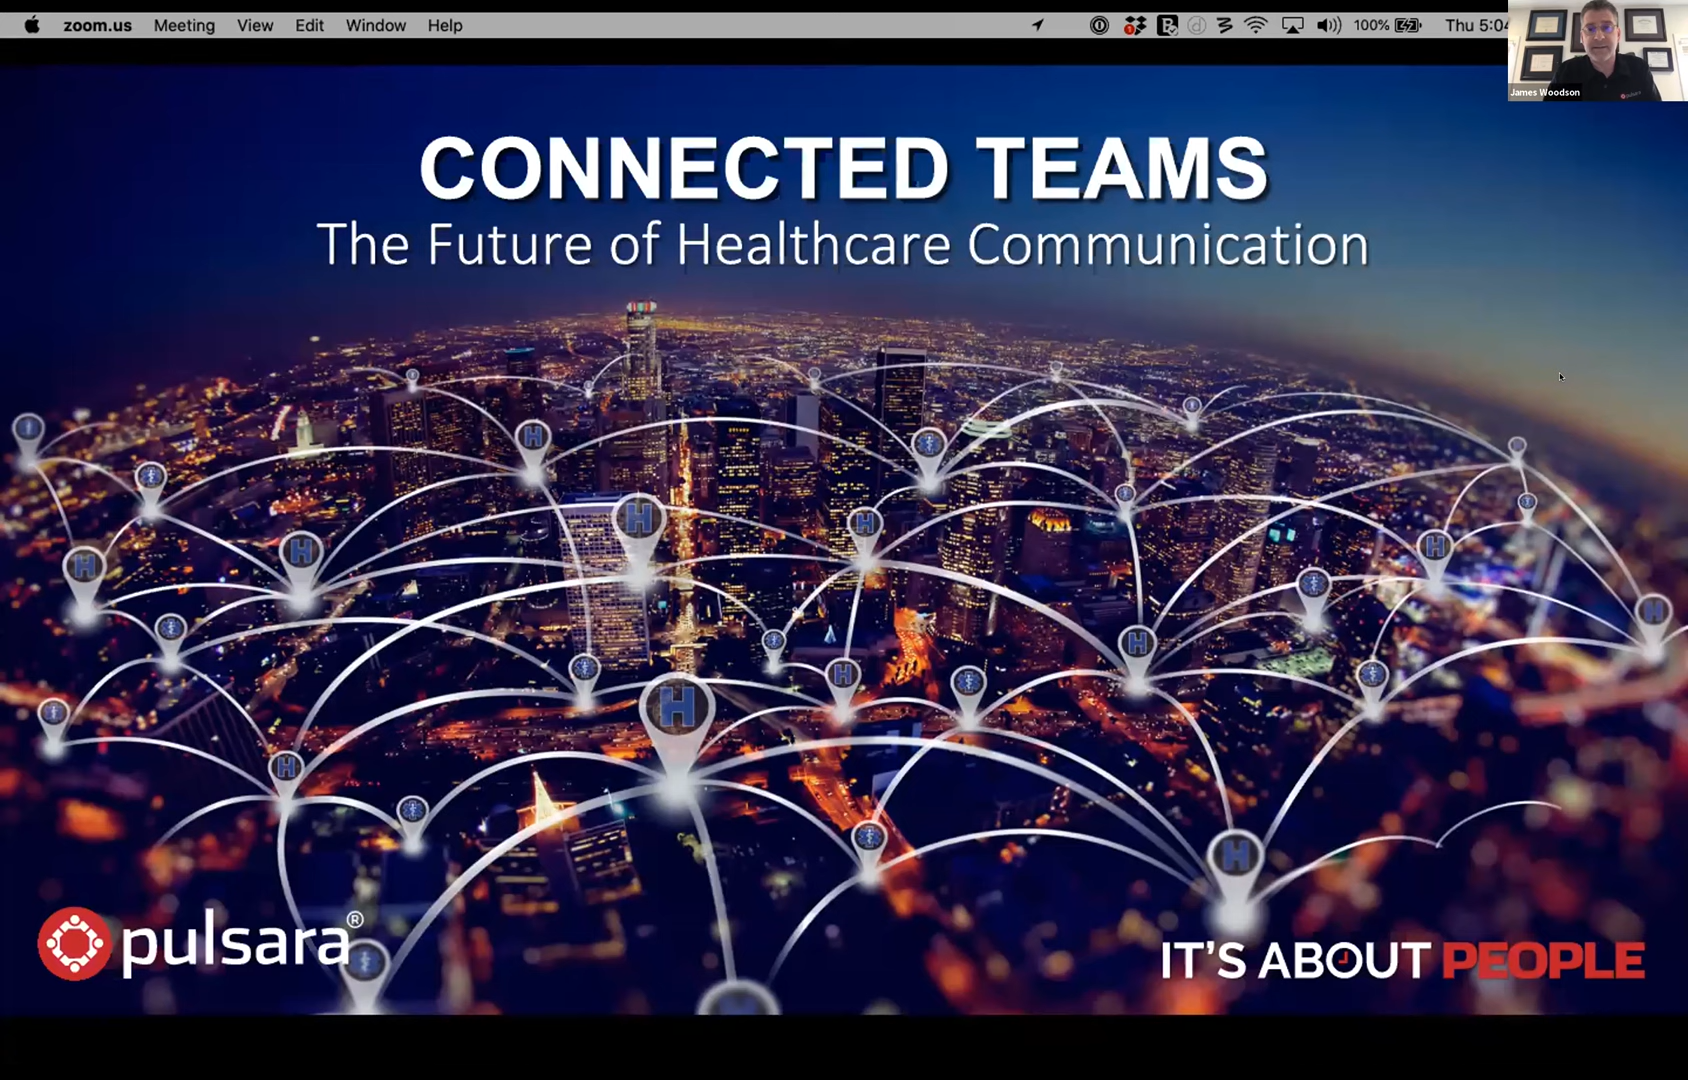 zoom.us Meeting View Edit Window Help 100% Thu 5:04
James Woodson
CONNECTED TEAMS
The Future of Healthcare Communication
H
H
H
H
H
H
H
H
H
H
H
H
pulsara®
IT'S ABOUT PEOPLE